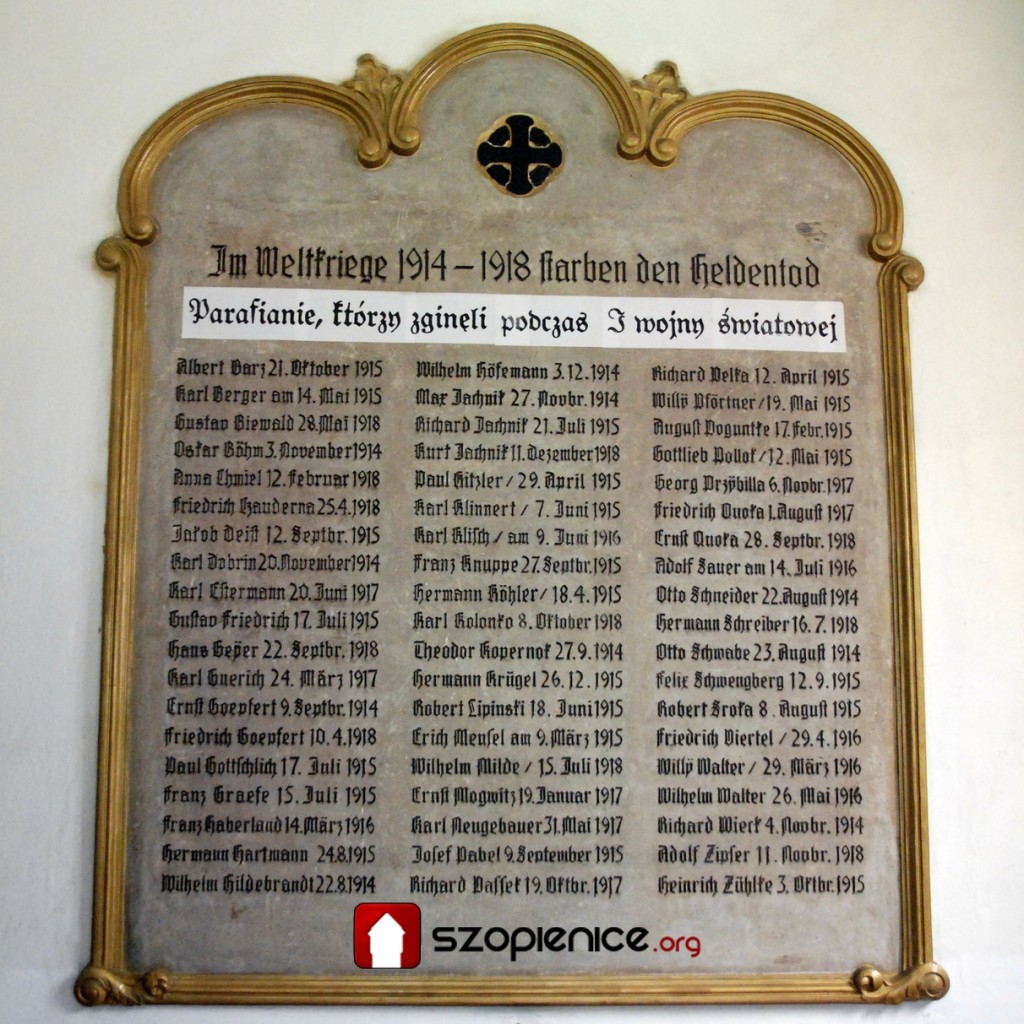 Im Weltkriege 1914 – 1918 starben den Heldentod
Parafianie, którzy zginęli podczas I wojny światowej
Albert Barz 21. Oktober 1915
Karl Berger am 14. Mai 1915
Gustav Biewald 28. Mai 1918
Oskar Böhm 3. November 1914
Anna Chmiel 12. Februar 1918
Friedrich Czauderna 25.4.1918
Jakob Deist 12. Septbr. 1915
Karl Dobrin 20. November 1914
Karl Estermann 20. Juni 1917
Gustav Friedrich 17. Juli 1915
Hans Geyer 22. Septbr. 1918
Karl Guerich 24. März 1917
Ernst Goepfert 9. Septbr. 1914
Friedrich Goepfert 10.4.1918
Paul Gottschlich 17. Juli 1915
Franz Graefe 15. Juli 1915
Franz Haberland 14. März 1916
Hermann Hartmann 24.8.1915
Wilhelm Hildebrandt 22.8.1914
Wilhelm Höfemann 3.12.1914
Max Jachnik 27. Novbr. 1914
Richard Jachnik 21. Juli 1915
Kurt Jachnik 11. Dezember 1918
Paul Kitzler / 29. April 1915
Karl Klinnert / 7. Juni 1915
Karl Klisch / am 9. Juni 1916
Franz Knuppe 27. Septbr. 1915
Hermann Köhler / 18.4.1915
Karl Kolonko 8. Oktober 1918
Theodor Kopernok 27.9.1914
Hermann Krügel 26.12.1915
Robert Lipinski 18. Juni 1915
Erich Mensel am 9. März 1915
Wilhelm Milde / 15. Juli 1918
Ernst Mogwitz 19. Januar 1917
Karl Neugebauer 31. Mai 1917
Josef Pabel 9. September 1915
Richard Passek 19. Oktbr. 1917
Richard Pelka 12. April 1915
Willy Pförtner / 19. Mai 1915
August Poguntke 17. Febr. 1915
Gottlieb Pollok / 12. Mai 1915
Georg Przybilla 6. Novbr. 1917
Friedrich Quoka 1. August 1917
Ernst Quoka 28. Septbr. 1918
Adolf Sauer am 14. Juli 1916
Otto Schneider 22. August 1914
Hermann Schreiber 16.7.1918
Otto Schwabe 23. August 1914
Felix Schwengberg 12.9.1915
Robert Sroka 8. August 1915
Friedrich Viertel / 29.4.1916
Willy Walter / 29. März 1916
Wilhelm Walter 26. Mai 1916
Richard Wieck 4. Novbr. 1914
Adolf Zipser 11. Novbr. 1918
Heinrich Zühlke 3. Oktbr. 1915
szopienice.org